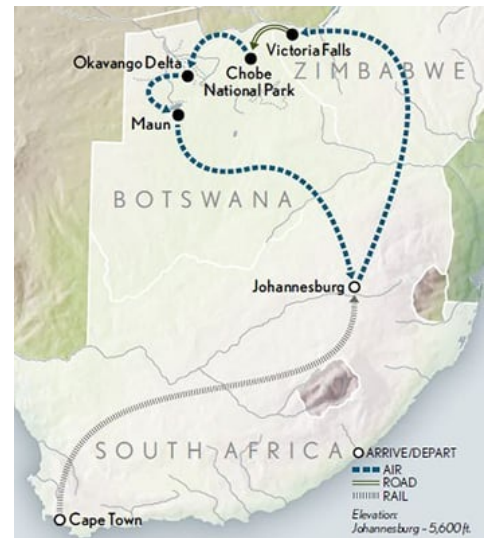 Victoria Falls
Okavango Delta
Chobe
National Park
ZIMBABWE
Maun
BOTSWANA
Johannesburg
SOUTH AFRICA
ARRIVE/DEPART
AIR
ROAD
RAIL
Cape Town
Elevation:
Johannesburg – 5,600 ft.